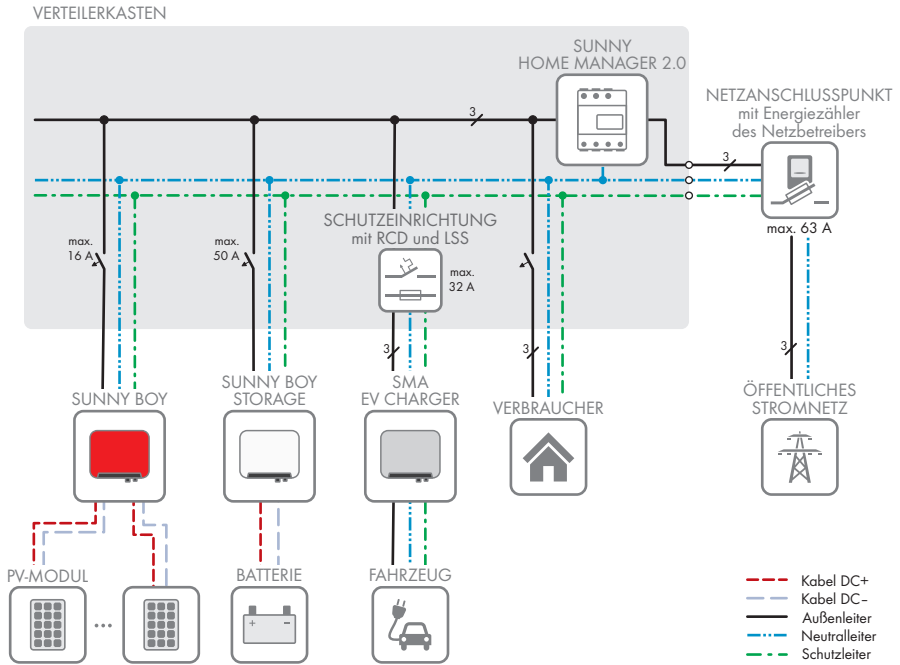 VERTEILERKASTEN
SUNNY
HOME MANAGER 2.0
NETZANSCHLUSSPUNKT
mit Energiezähler
des Netzbetreibers
3
3
max. 63 A
SCHUTZEINRICHTUNG
mit RCD und LSS
max.
16 A
max.
50 A
max.
32 A
3
3
3
SUNNY BOY
SUNNY BOY
STORAGE
SMA
EV CHARGER
VERBRAUCHER
ÖFFENTLICHES
STROMNETZ
PV-MODUL
...
BATTERIE
+ -
FAHRZEUG
Kabel DC+
Kabel DC–
Außenleiter
Neutralleiter
Schutzleiter